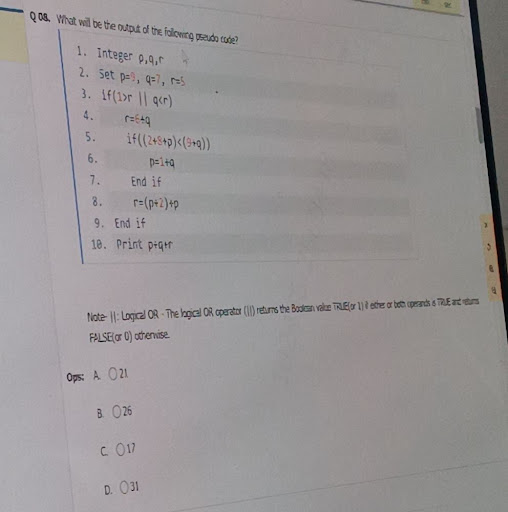 Q 08. What will be the output of the following pseudo code?
1. Integer p,q,r
2. Set p=9, q=7, r=5
3. if(1>r || q<r)
4. r=6+q
5. if((2+8+p)<(9+q))
6. p=1+q
7. End if
8. r=(p+2)+p
9. End if
10. Print p+q+r
Note- ||: Logical OR - The logical OR operator (||) returns the Boolean value TRUE(or 1) if either or both operands is TRUE and returns
FALSE(or 0) otherwise.
Ops: A. 21
B. 26
C. 17
D. 31